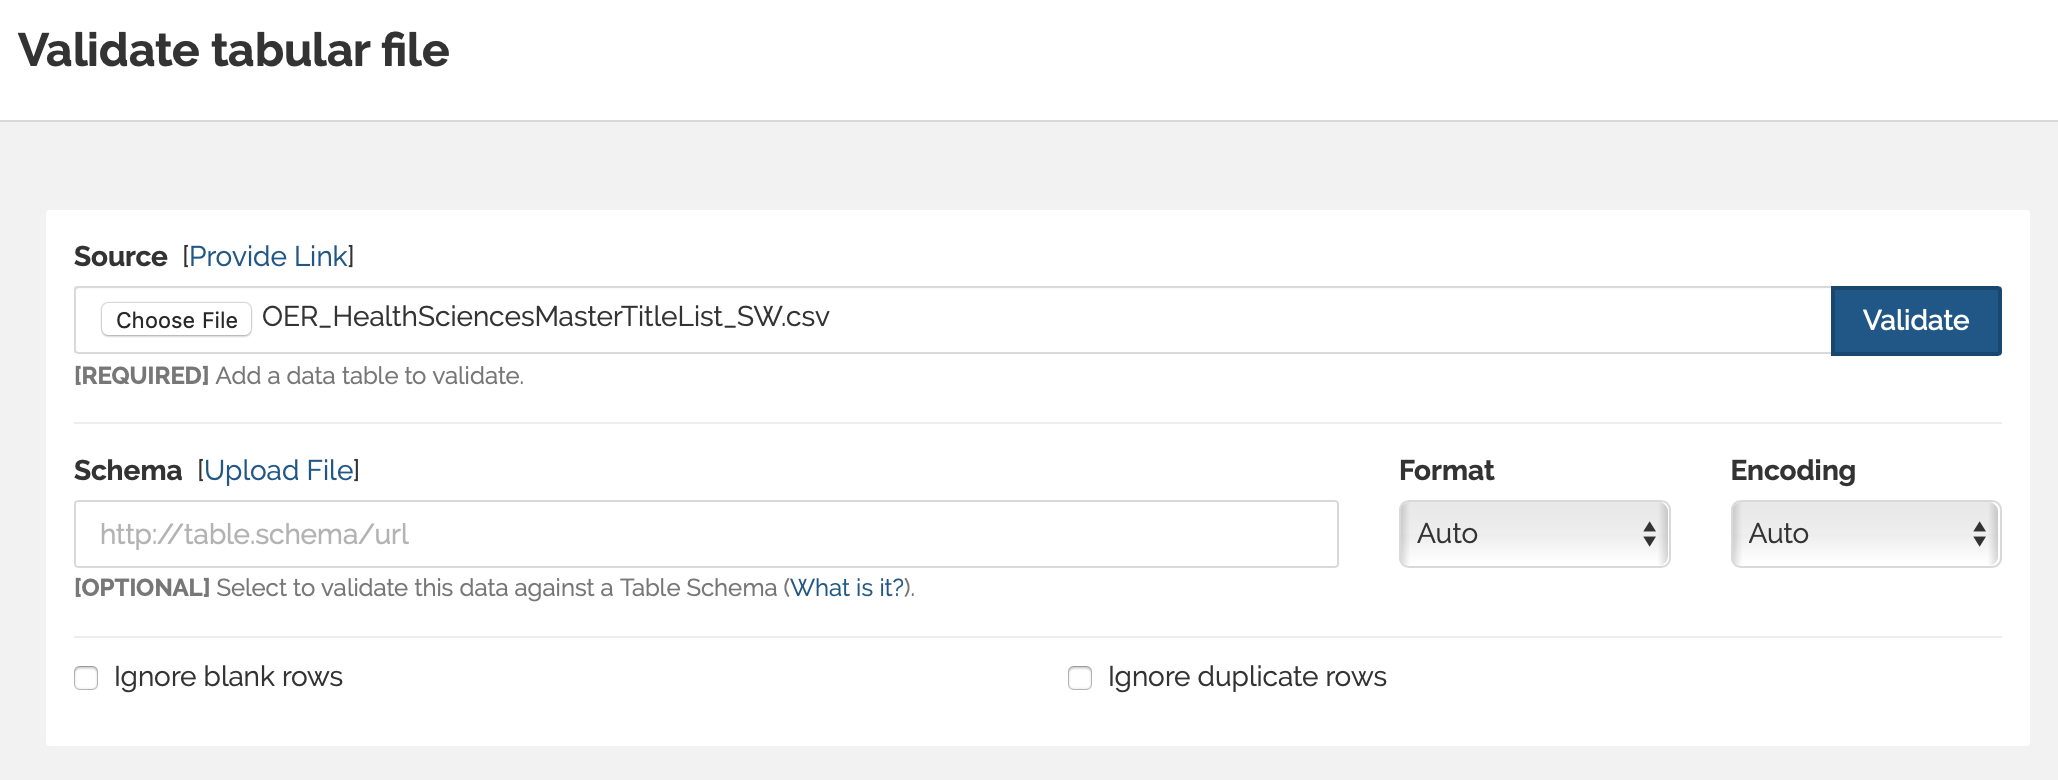 Validate tabular file
Source [Provide Link]
Choose File OER_HealthSciencesMasterTitleList_SW.csv
Validate
[REQUIRED] Add a data table to validate.
Schema [Upload File]
Format
Encoding
http://table.schema/url
Auto
Auto
[OPTIONAL] Select to validate this data against a Table Schema (What is it?).
Ignore blank rows
Ignore duplicate rows